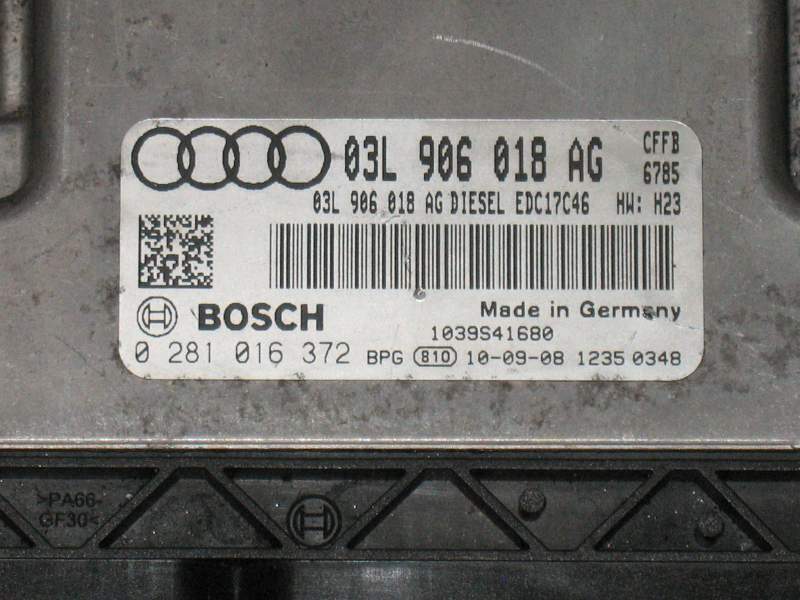 03L 906 018 AG CFFB
6785
03L 906 018 AG DIESEL EDC17C46 HW: H23
BOSCH Made in Germany
1039S41680
0 281 016 372 BPG 810 10-09-08 1235 0348
>PA66-
GF30<